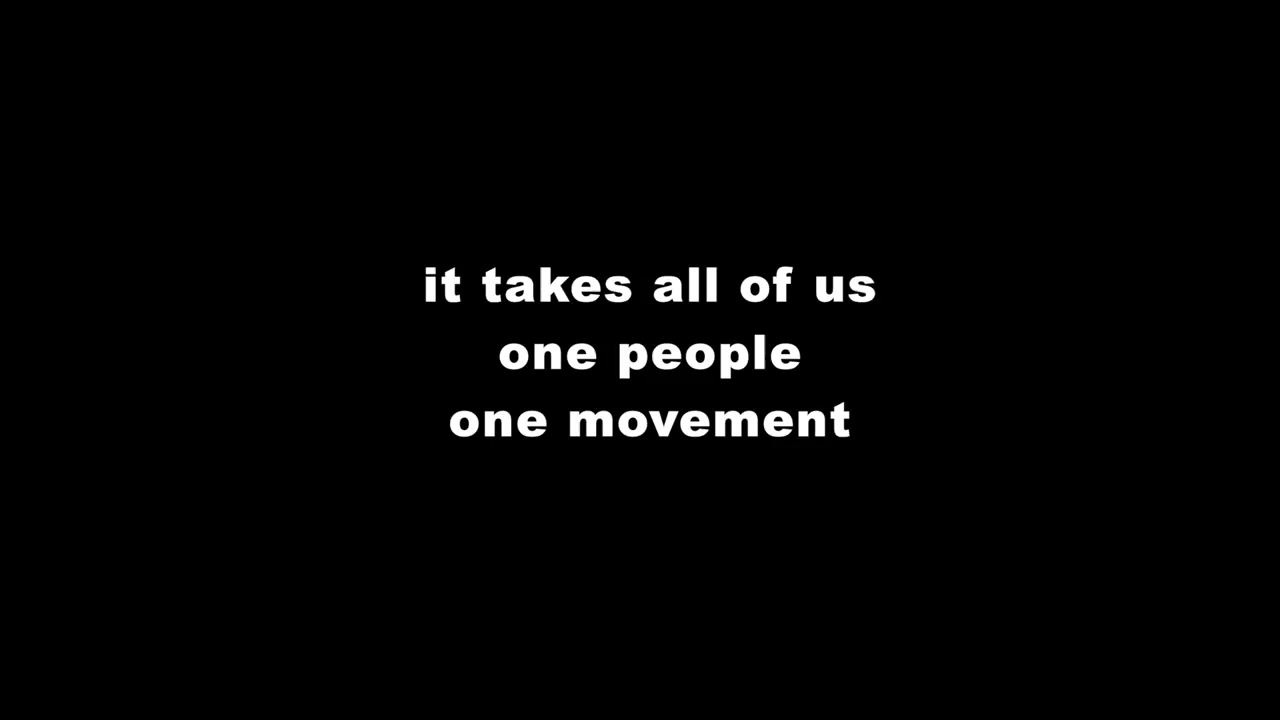 it takes all of us
one people
one movement